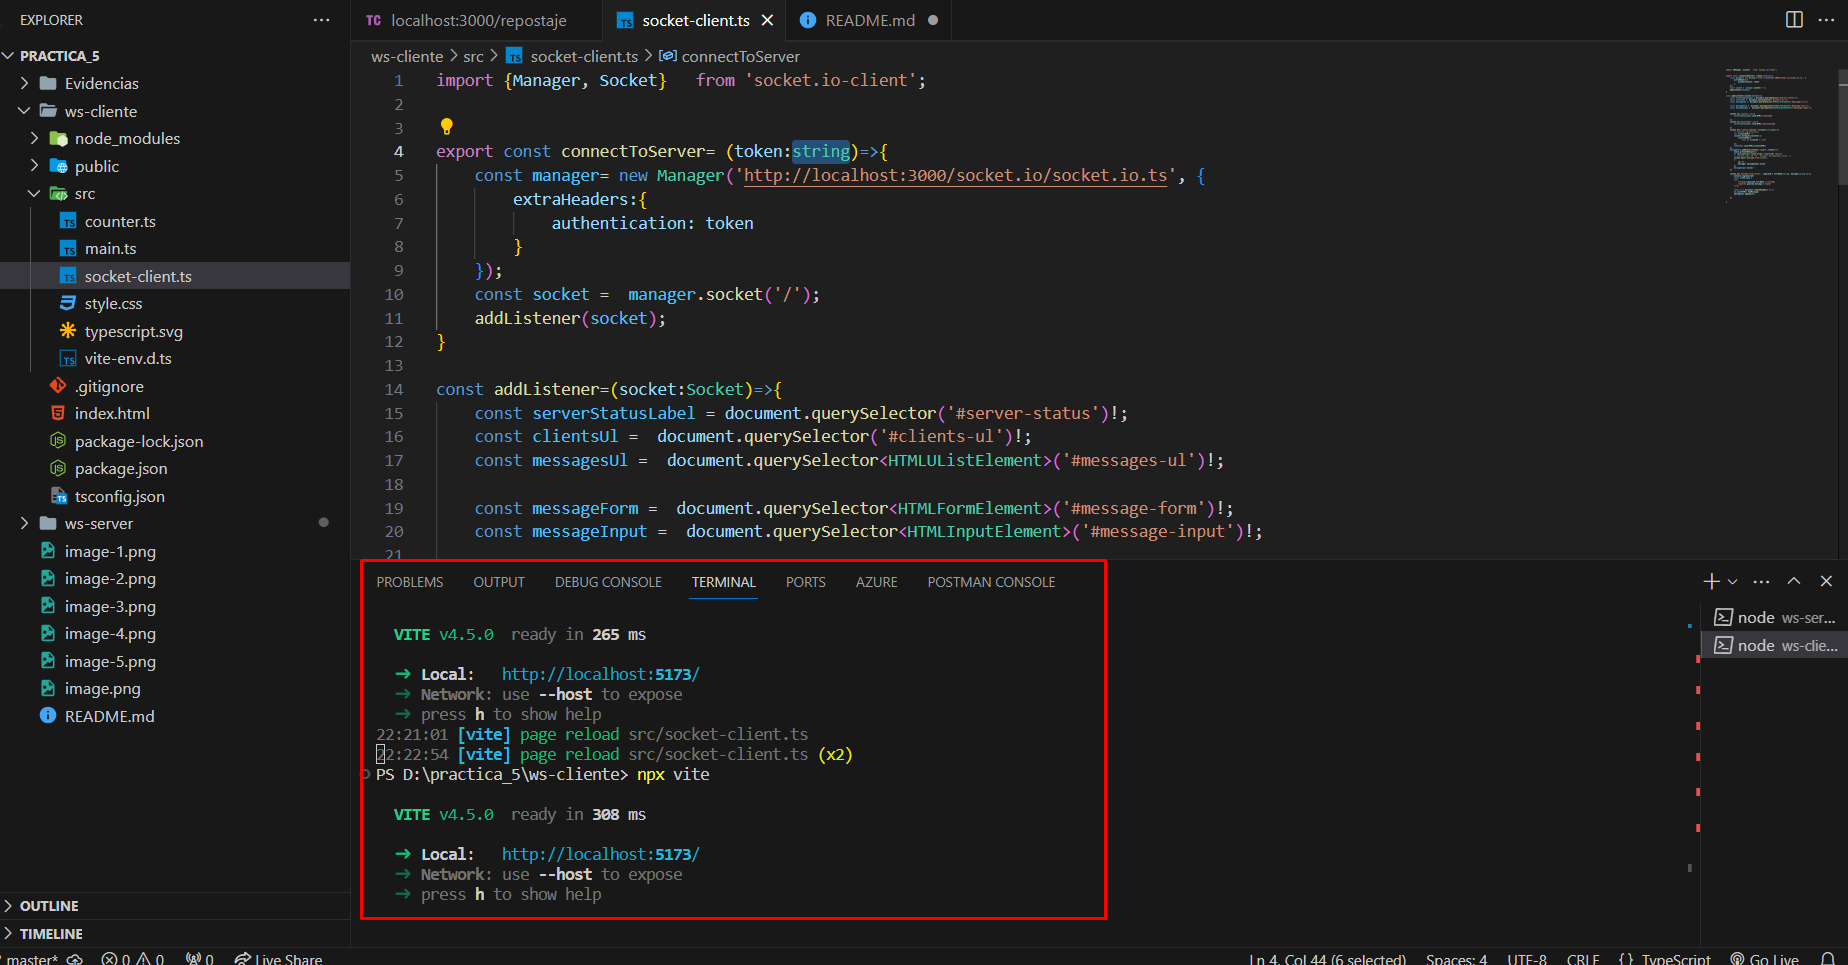 EXPLORER
PRACTICA_5
Evidencias
ws-cliente
node_modules
public
src
counter.ts
main.ts
socket-client.ts
style.css
typescript.svg
vite-env.d.ts
.gitignore
index.html
package-lock.json
package.json
tsconfig.json
ws-server
image-1.png
image-2.png
image-3.png
image-4.png
image-5.png
image.png
README.md
OUTLINE
TIMELINE
TC localhost:3000/repostaje
TS socket-client.ts
README.md
ws-cliente > src > TS socket-client.ts > connectToServer
1 import {Manager, Socket}   from 'socket.io-client';
2
3
4 export const connectToServer= (token:string)=>{
5     const manager= new Manager('http://localhost:3000/socket.io/socket.io.ts', {
6         extraHeaders:{
7             authentication: token
8         }
9     });
10     const socket =  manager.socket('/');
11     addListener(socket);
12 }
13
14 const addListener=(socket:Socket)=>{
15     const serverStatusLabel = document.querySelector('#server-status')!;
16     const clientsUl =  document.querySelector('#clients-ul')!;
17     const messagesUl =  document.querySelector<HTMLUListElement>('#messages-ul')!;
18
19     const messageForm =  document.querySelector<HTMLFormElement>('#message-form')!;
20     const messageInput =  document.querySelector<HTMLInputElement>('#message-input')!;
21
PROBLEMS OUTPUT DEBUG CONSOLE TERMINAL PORTS AZURE POSTMAN CONSOLE
VITE v4.5.0  ready in 265 ms
➜ Local:   http://localhost:5173/
➜ Network: use --host to expose
➜ press h to show help
22:21:01 [vite] page reload src/socket-client.ts
22:22:54 [vite] page reload src/socket-client.ts (x2)
PS D:\practica_5\ws-cliente> npx vite
VITE v4.5.0  ready in 308 ms
➜ Local:   http://localhost:5173/
➜ Network: use --host to expose
➜ press h to show help
node ws-ser...
node ws-clie...
master* 0 0 0 Live Share
Ln 4, Col 44 (6 selected) Spaces: 4 UTF-8 CRLF {} TypeScript Go Live